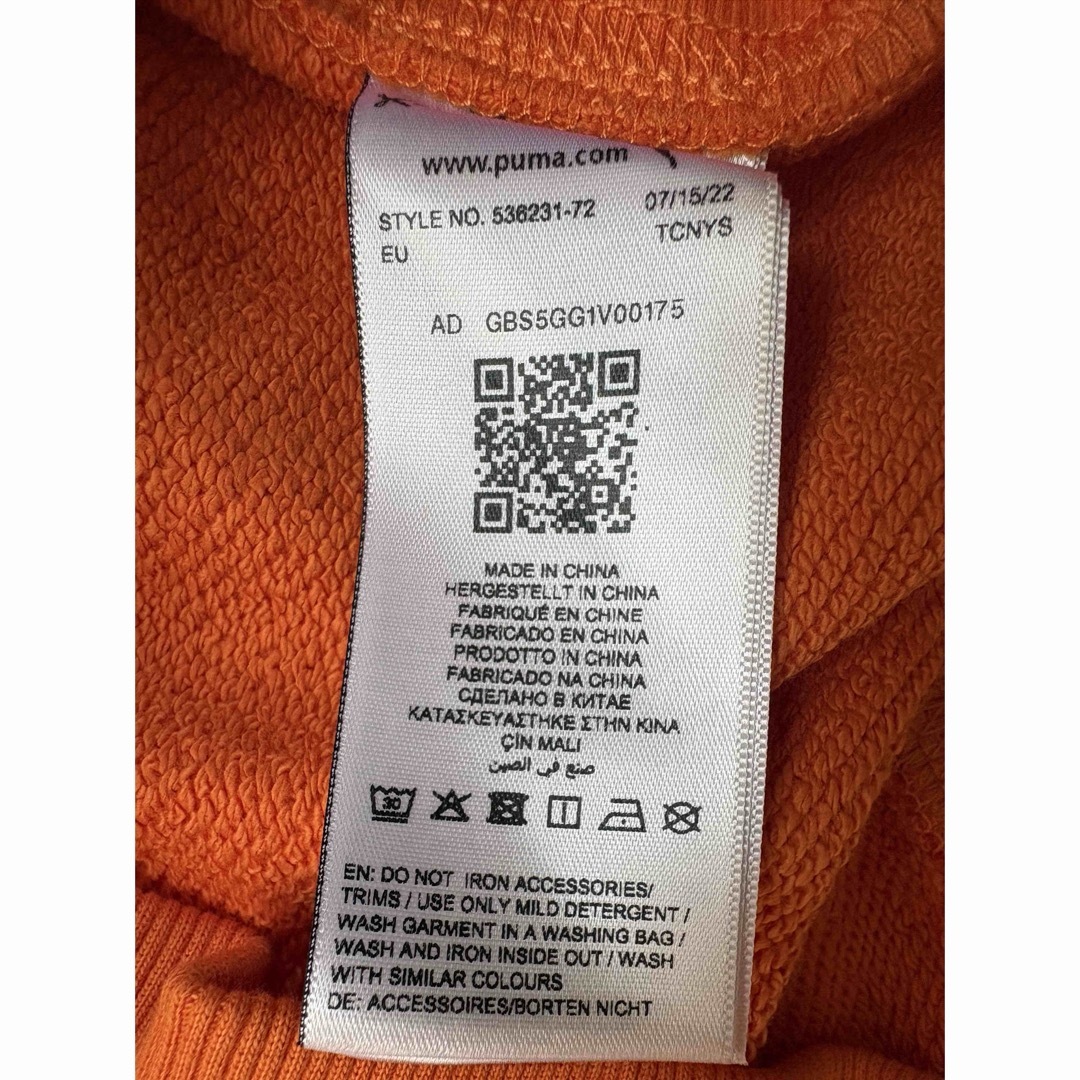 www.puma.com
STYLE NO. 536231-72 07/15/22
EU TCNYS
AD GBS5GG1V00175
MADE IN CHINA
HERGESTELLT IN CHINA
FABRIQUÉ EN CHINE
FABRICADO EN CHINA
PRODOTTO IN CHINA
FABRICADO NA CHINA
СДЕЛАНО В КИТАЕ
ΚΑΤΑΣΚΕΥΑΣΤΗΚΕ ΣΤΗΝ ΚΙΝΑ
ÇİN MALI
صنع في الصين
30
EN: DO NOT IRON ACCESSORIES/
TRIMS / USE ONLY MILD DETERGENT /
WASH GARMENT IN A WASHING BAG /
WASH AND IRON INSIDE OUT / WASH
WITH SIMILAR COLOURS
DE: ACCESSOIRES/BORTEN NICHT